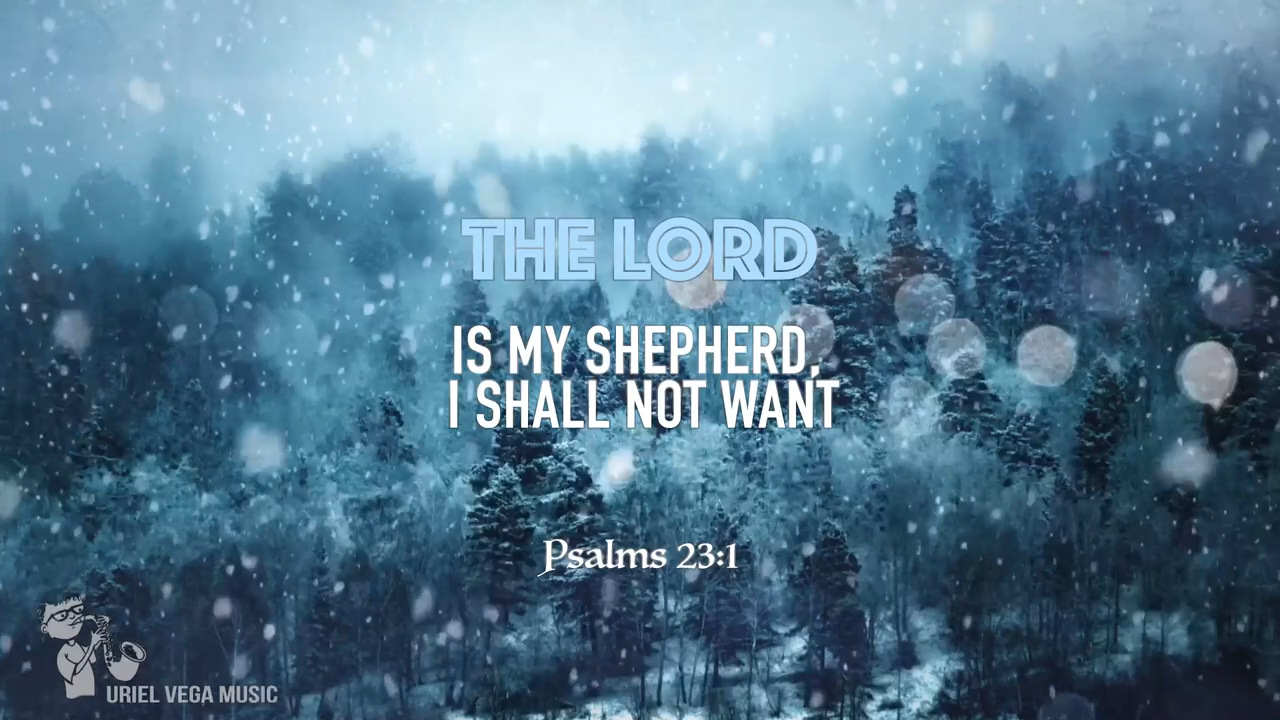 THE LORD
IS MY SHEPHERD,
I SHALL NOT WANT
Psalms 23:1
URIEL VEGA MUSIC